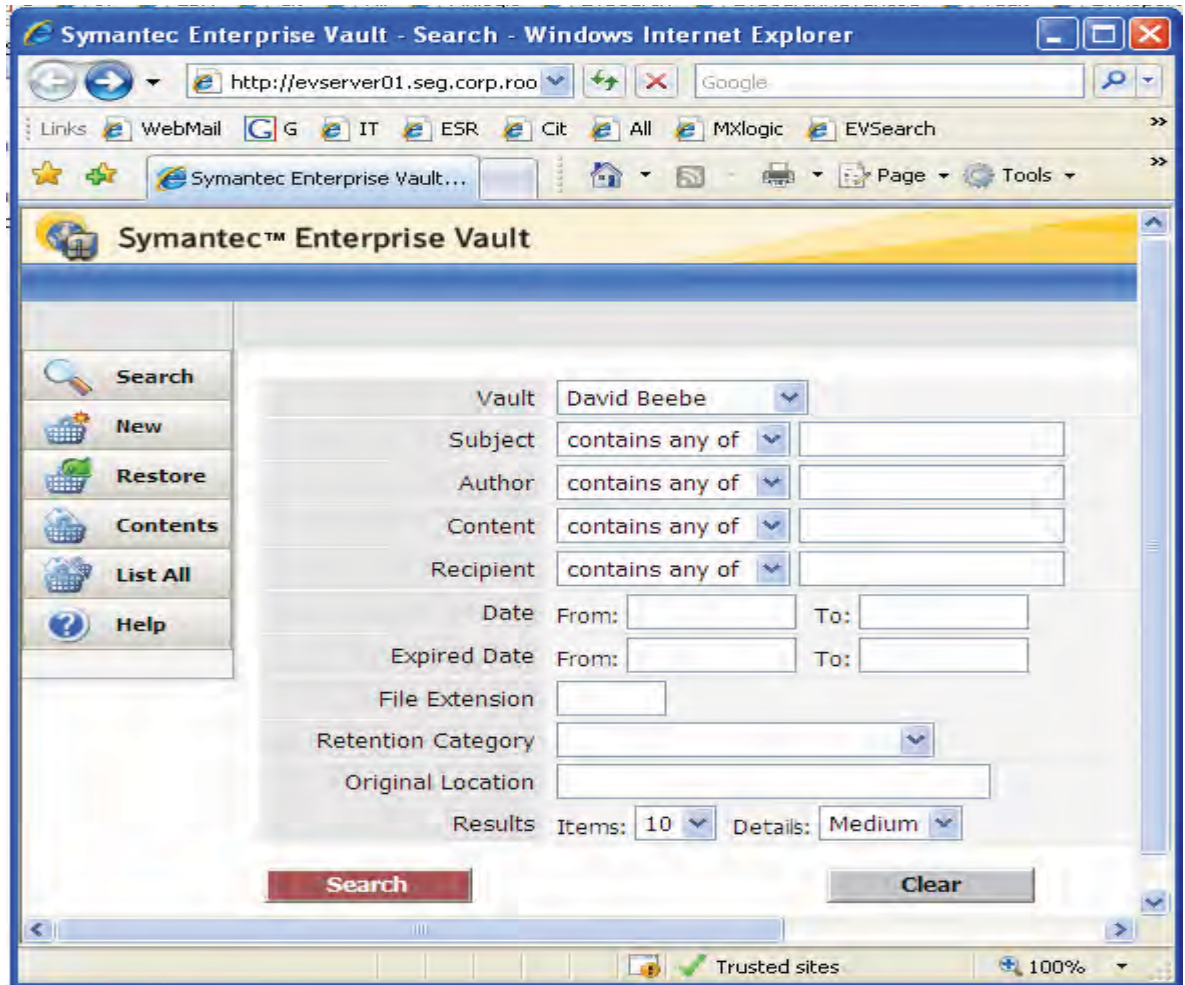 Symantec Enterprise Vault - Search - Windows Internet Explorer
http://evserver01.seg.corp.roo
Google
Links WebMail G G IT ESR Cit All MXlogic EVSearch »
Symantec Enterprise Vault... Page Tools »
Symantec™ Enterprise Vault
Search
New
Restore
Contents
List All
Help
Vault David Beebe
Subject contains any of
Author contains any of
Content contains any of
Recipient contains any of
Date From: To:
Expired Date From: To:
File Extension
Retention Category
Original Location
Results Items: 10 Details: Medium
Search Clear
Trusted sites 100%